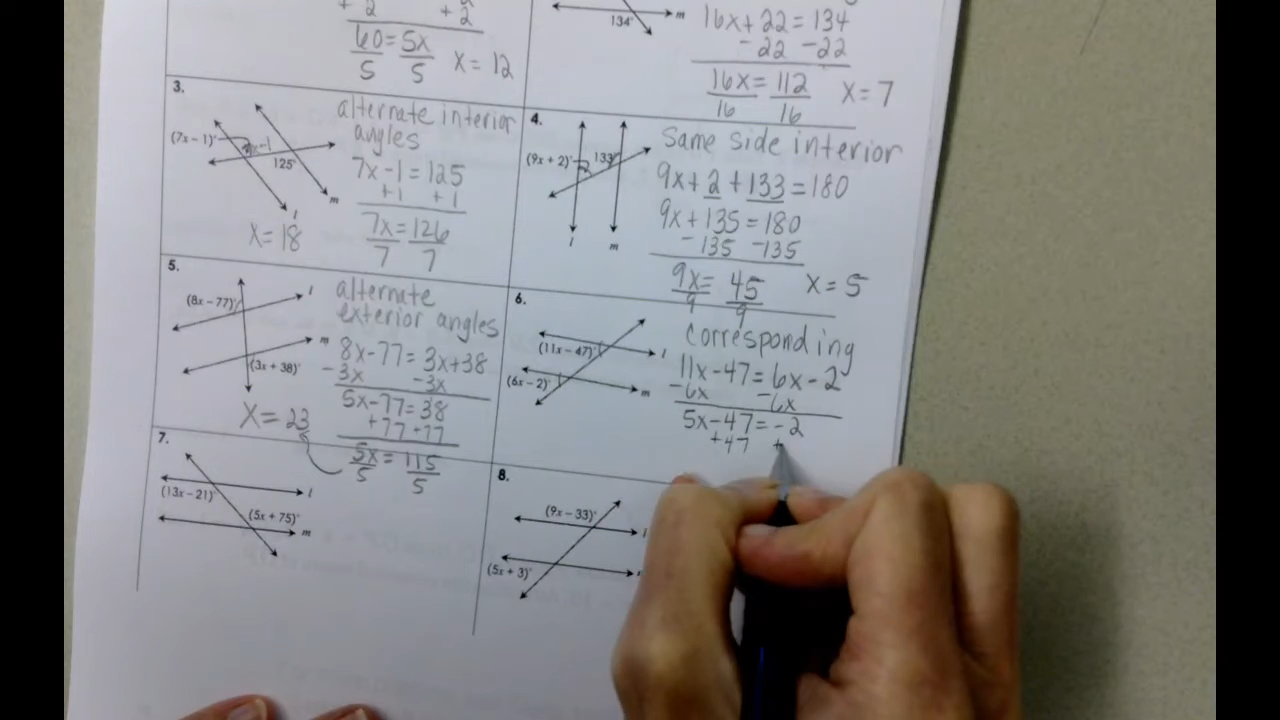 + 2 +2
60 = 5x
5 5 x = 12
134° m
16x + 22 = 134
- 22 - 22
16x = 112
16 16 x = 7
3.
(7x – 1)°
7x-1
125°
l
m
alternate interior
angles
7x - 1 = 125
+1 +1
7x = 126
7 7
x = 18
4.
(9x + 2)°
133°
l
m
Same side interior
9x + 2 + 133 = 180
9x + 135 = 180
- 135 - 135
9x = 45
9 9
x = 5
5.
(8x – 77)°
l
m
(3x + 38)°
alternate
exterior angles
8x - 77 = 3x + 38
- 3x - 3x
5x - 77 = 38
+ 77 + 77
5x = 115
5 5
x = 23
6.
(11x – 47)°
l
(6x – 2)°
m
corresponding
11x - 47 = 6x - 2
- 6x - 6x
5x - 47 = - 2
+ 47 +
7.
(13x – 21)°
l
(5x + 75)°
m
8.
(9x – 33)°
l
(5x + 3)°